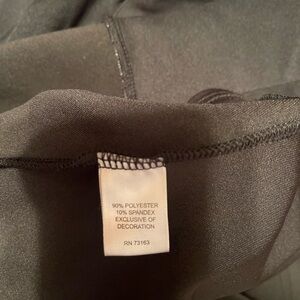 90% POLYESTER
10% SPANDEX
EXCLUSIVE OF
DECORATION
RN 73163